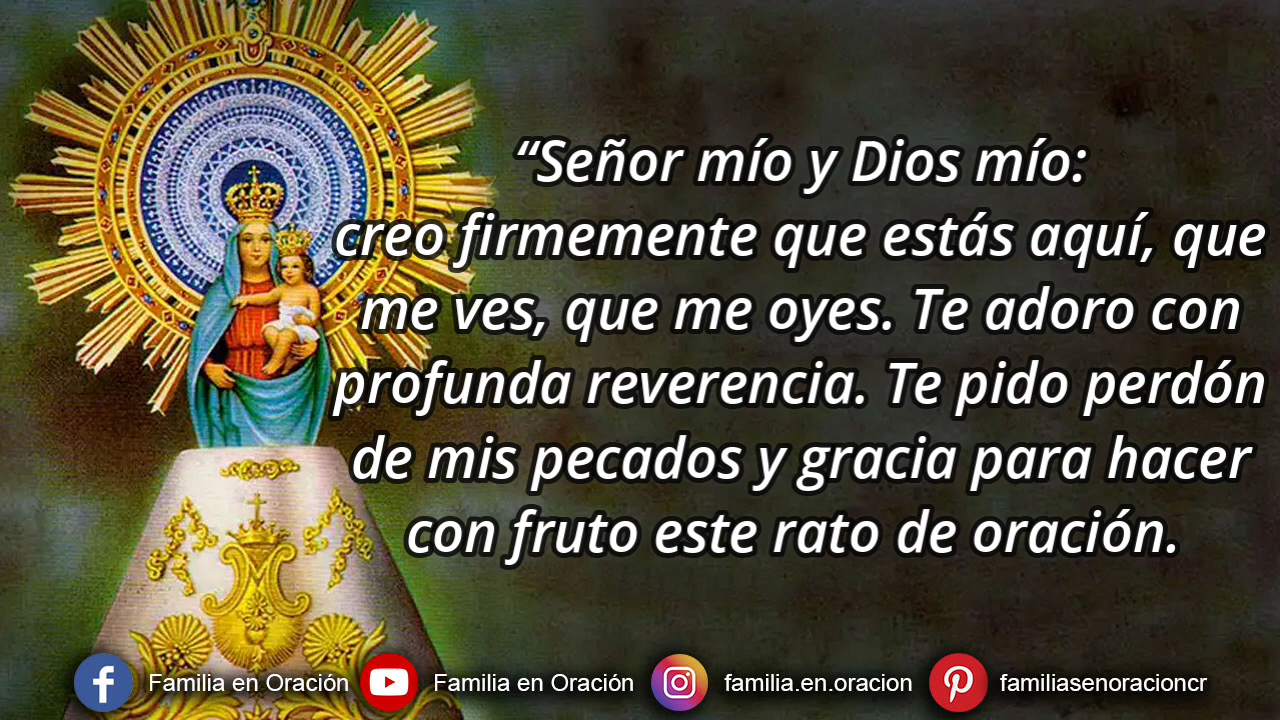 “Señor mío y Dios mío:
creo firmemente que estás aquí, que
me ves, que me oyes. Te adoro con
profunda reverencia. Te pido perdón
de mis pecados y gracia para hacer
con fruto este rato de oración.
Familia en Oración
Familia en Oración
familia.en.oracion
familiasenoracioncr